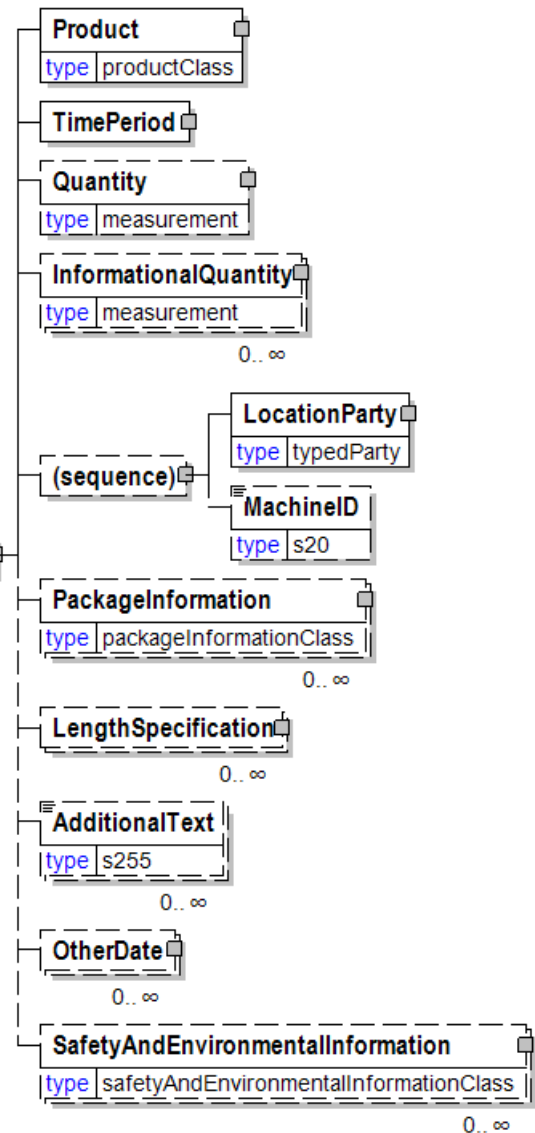 Product
type productClass
TimePeriod
Quantity
type measurement
InformationalQuantity
type measurement
0.. ∞
(sequence)
LocationParty
type typedParty
MachineID
type s20
PackageInformation
type packageInformationClass
0.. ∞
LengthSpecification
0.. ∞
AdditionalText
type s255
0.. ∞
OtherDate
0.. ∞
SafetyAndEnvironmentalInformation
type safetyAndEnvironmentalInformationClass
0.. ∞